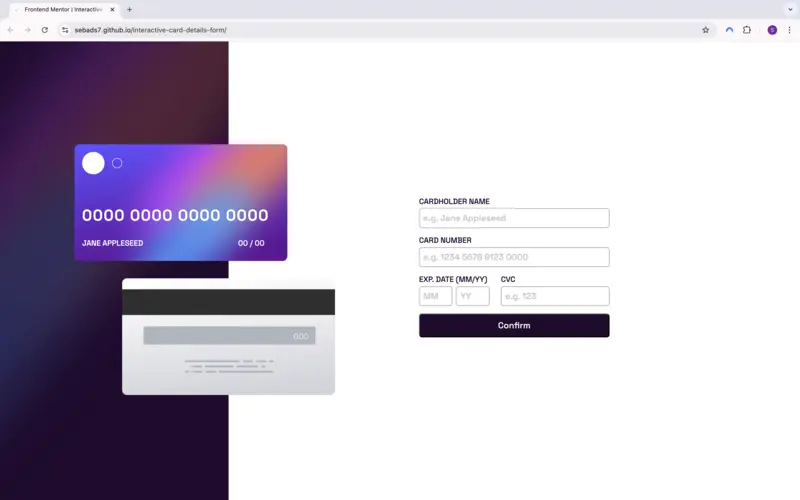 Frontend Mentor | Interactive
sebads7.github.io/interactive-card-details-form/
S
0000 0000 0000 0000
JANE APPLESEED
00 / 00
000
CARDHOLDER NAME
e.g. Jane Appleseed
CARD NUMBER
e.g. 1234 5678 9123 0000
EXP. DATE (MM/YY)
CVC
MM
YY
e.g. 123
Confirm